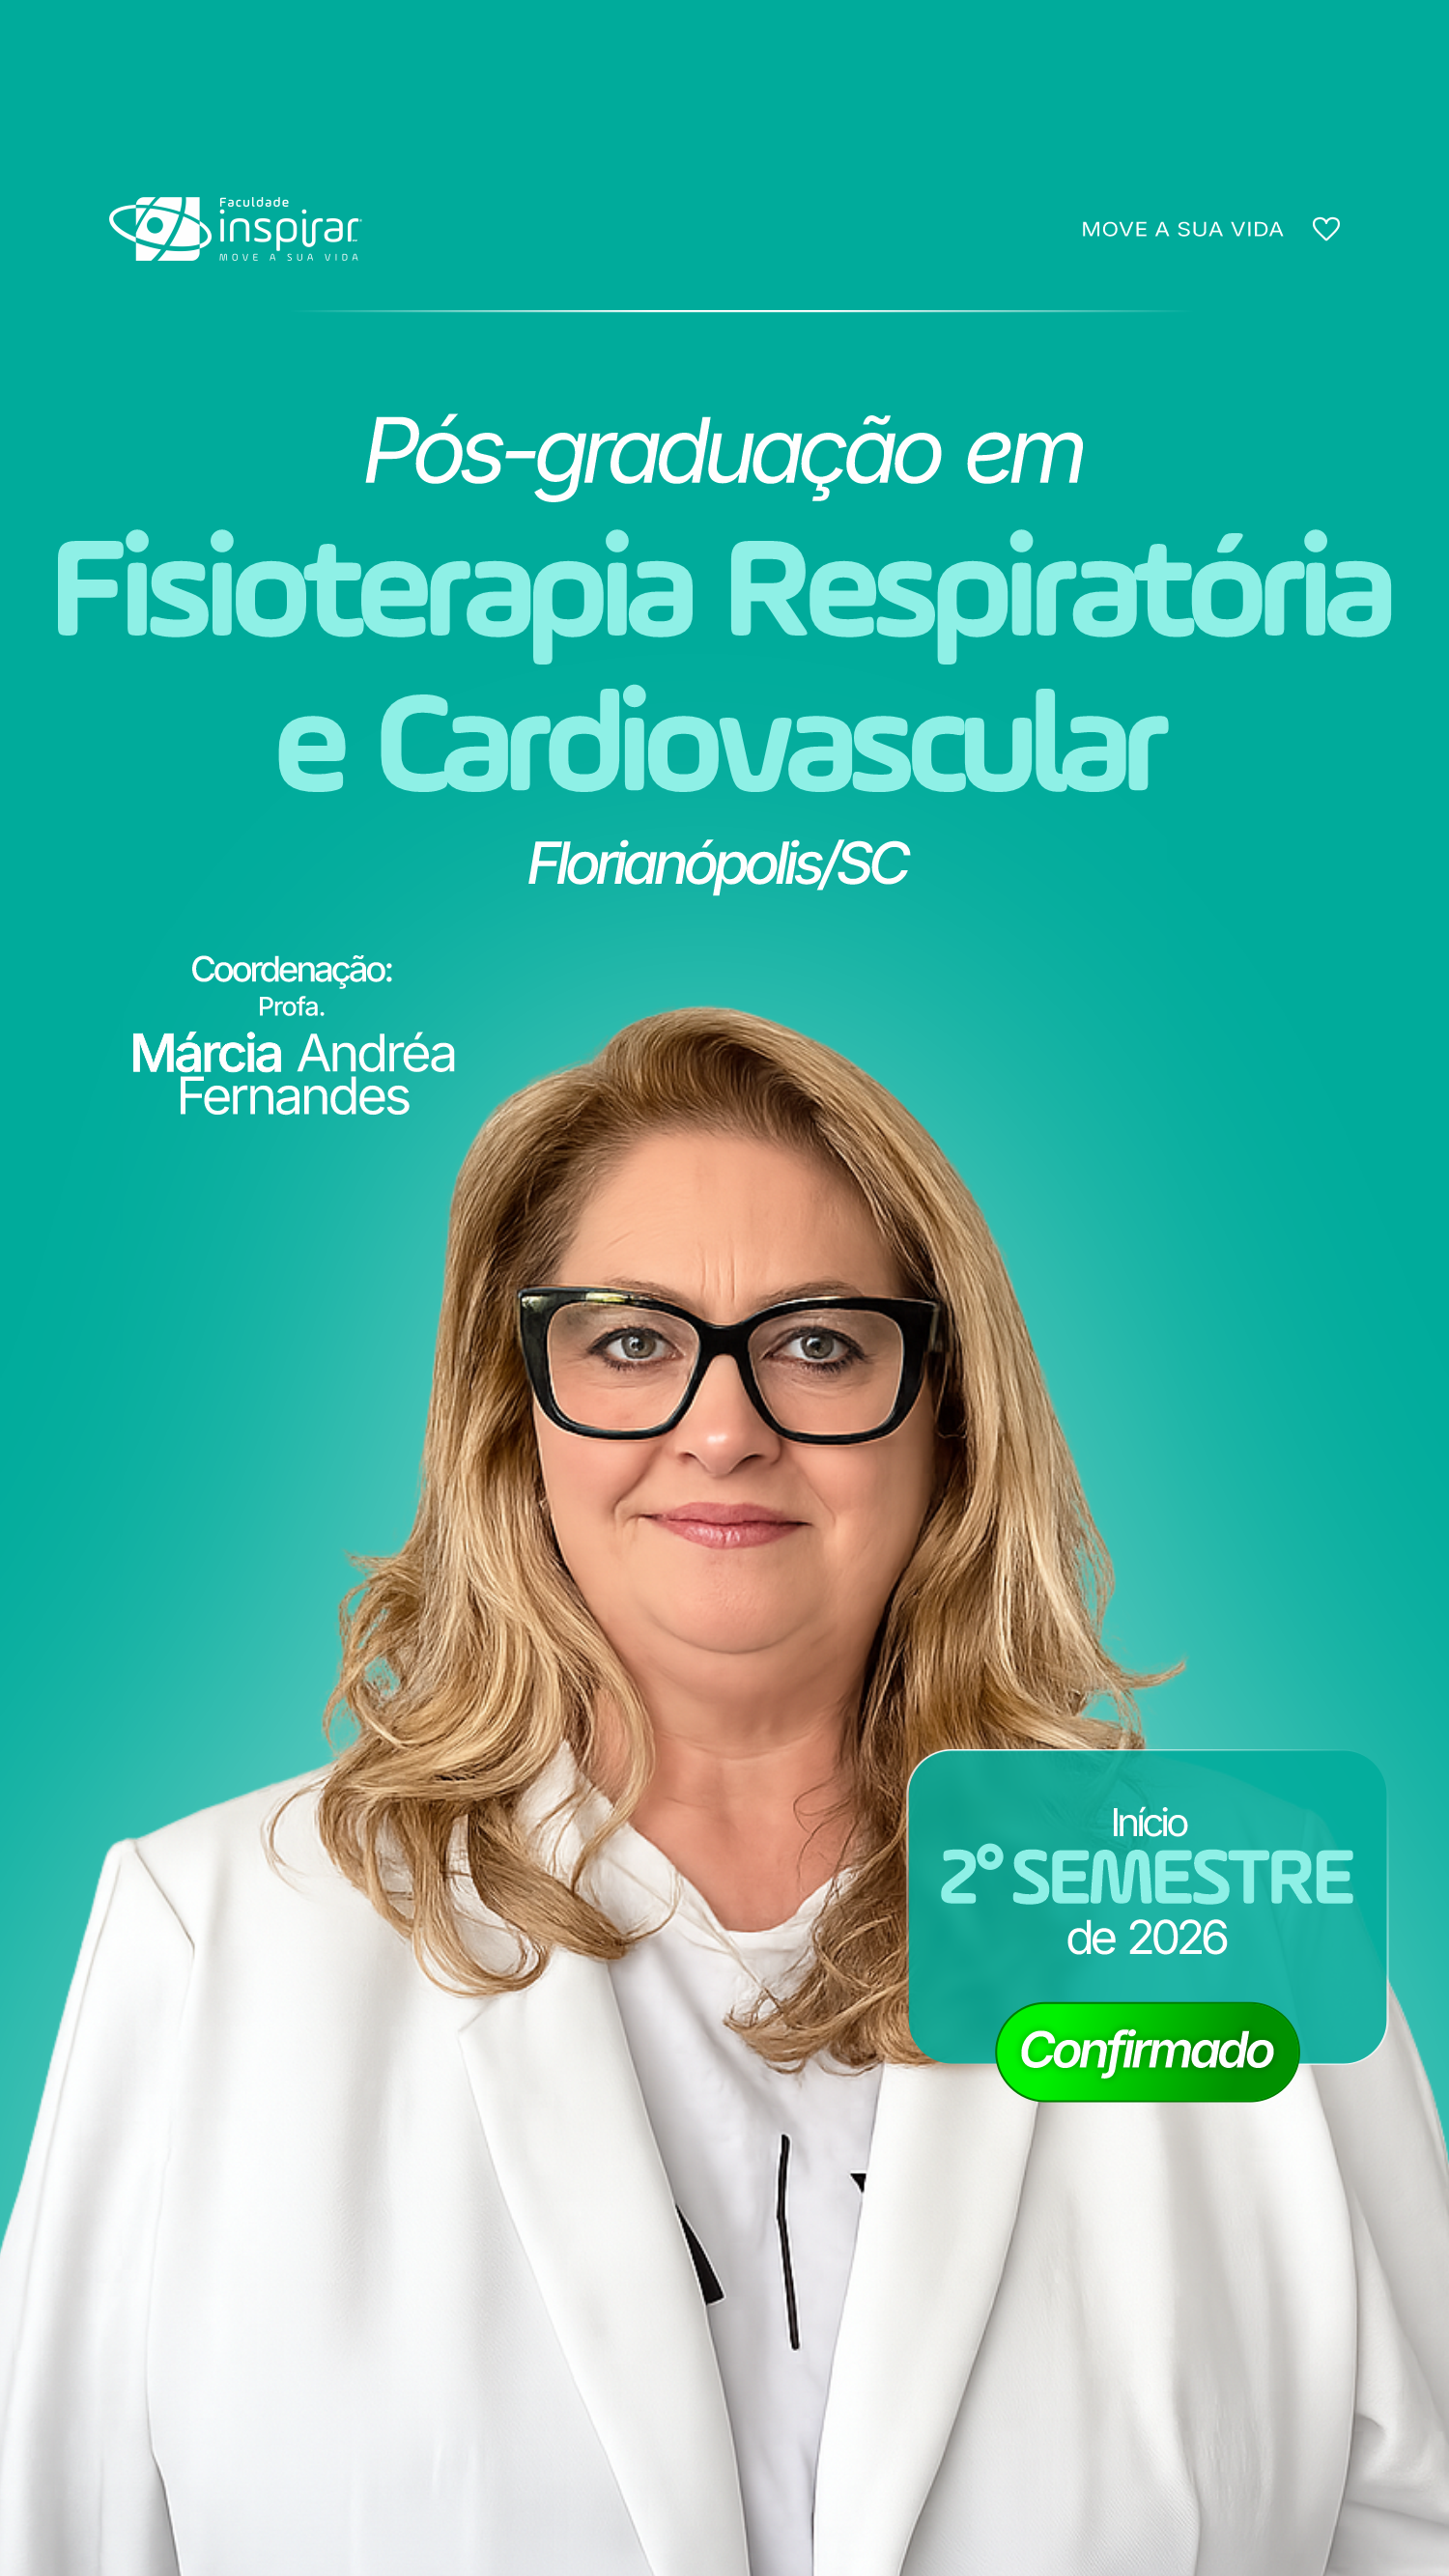 Faculdade
inspirar
MOVE A SUA VIDA
MOVE A SUA VIDA
Pós-graduação em
Fisioterapia Respiratória
e Cardiovascular
Florianópolis/SC
Coordenação:
Profa.
Márcia Andréa
Fernandes
Início
2º SEMESTRE
de 2026
Confirmado